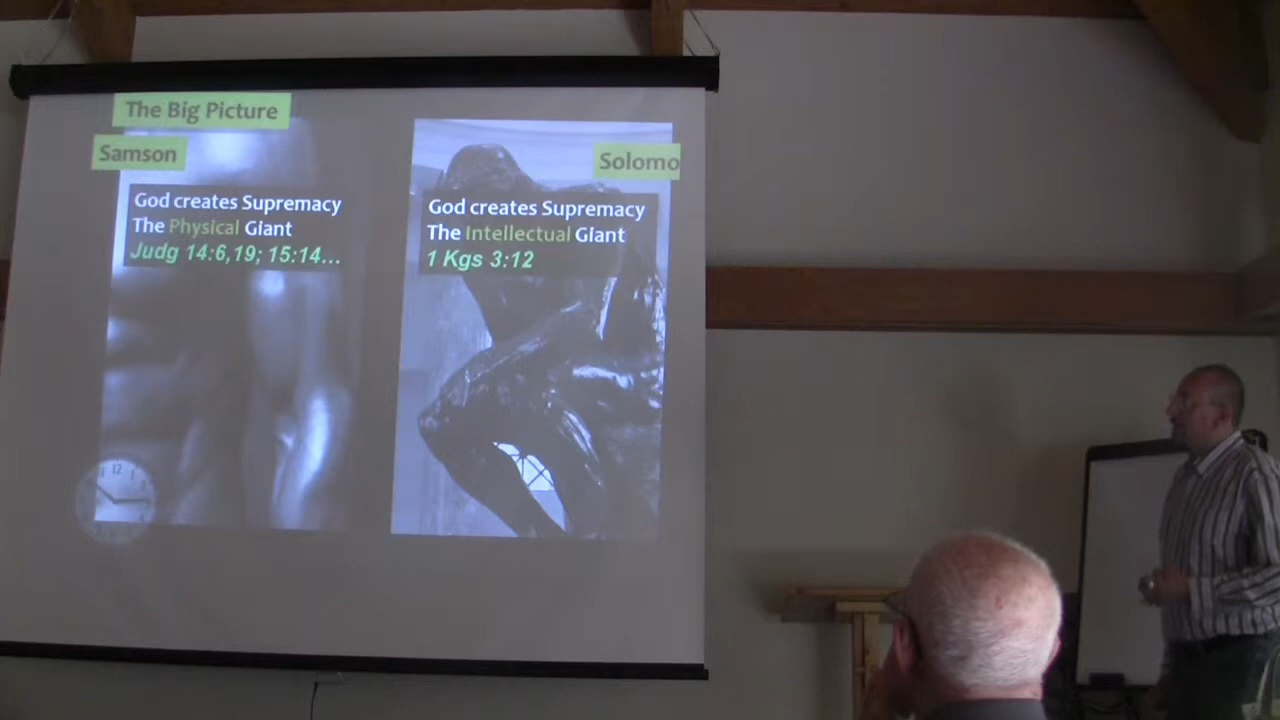 The Big Picture
Samson
God creates Supremacy
The Physical Giant
Judg 14:6,19; 15:14...
Solomo
God creates Supremacy
The Intellectual Giant
1 Kgs 3:12
12